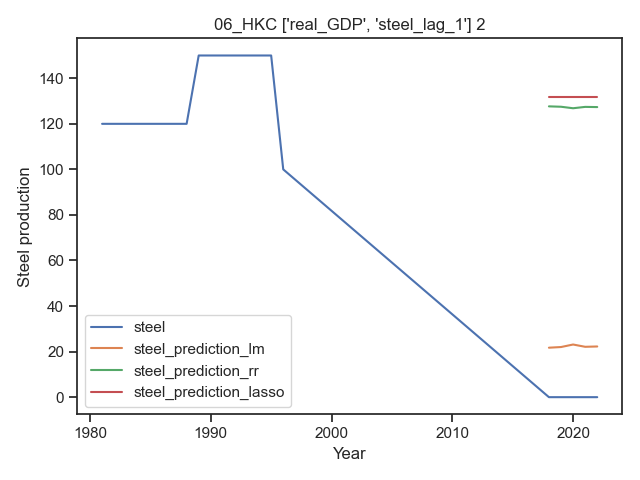 06_HKC ['real_GDP', 'steel_lag_1'] 2
Steel production
140
120
100
80
60
40
20
0
steel
steel_prediction_lm
steel_prediction_rr
steel_prediction_lasso
1980
1990
2000
2010
2020
Year